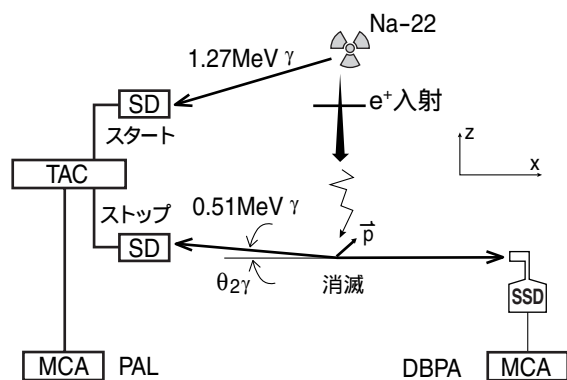 Na-22
1.27MeV γ
SD
e⁺入射
スタート
z
x
TAC
ストップ
0.51MeV γ
SD
p⃗
θ₂γ
消滅
SSD
MCA
PAL
DBPA
MCA